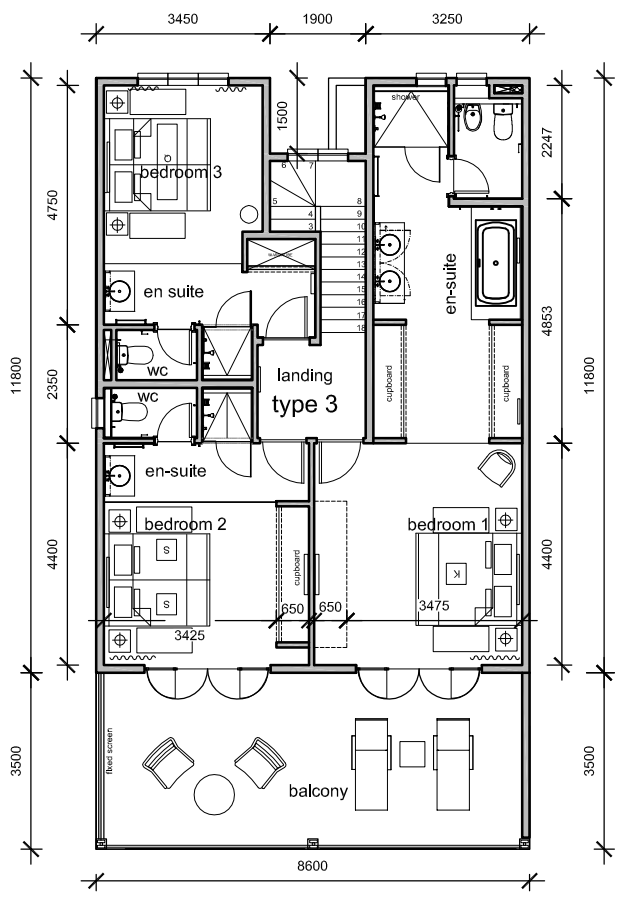 3450
1900
3250
shower
1500
2247
6 7
bedroom 3
4750
5 8
4 9
3 10
11
12
13
14
15
16
17
18
en suite
en-suite
4853
WC
landing
type 3
cupboard
cupboard
11800
2350
11800
WC
en-suite
bedroom 2
bedroom 1
S
S
K
cupboard
4400
4400
650
650
3475
3425
fixed screen
balcony
3500
3500
8600